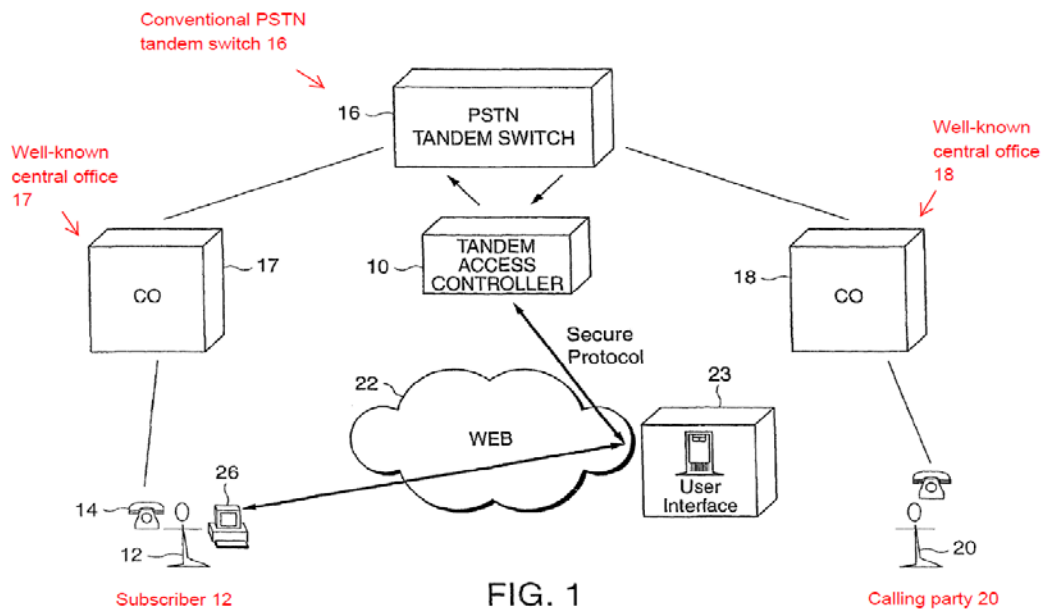 Conventional PSTN
tandem switch 16
16
PSTN
TANDEM SWITCH
Well-known
central office
17
Well-known
central office
18
17
CO
10
TANDEM
ACCESS
CONTROLLER
18
CO
Secure
Protocol
22
WEB
23
User
Interface
14
26
12
20
Subscriber 12
FIG. 1
Calling party 20